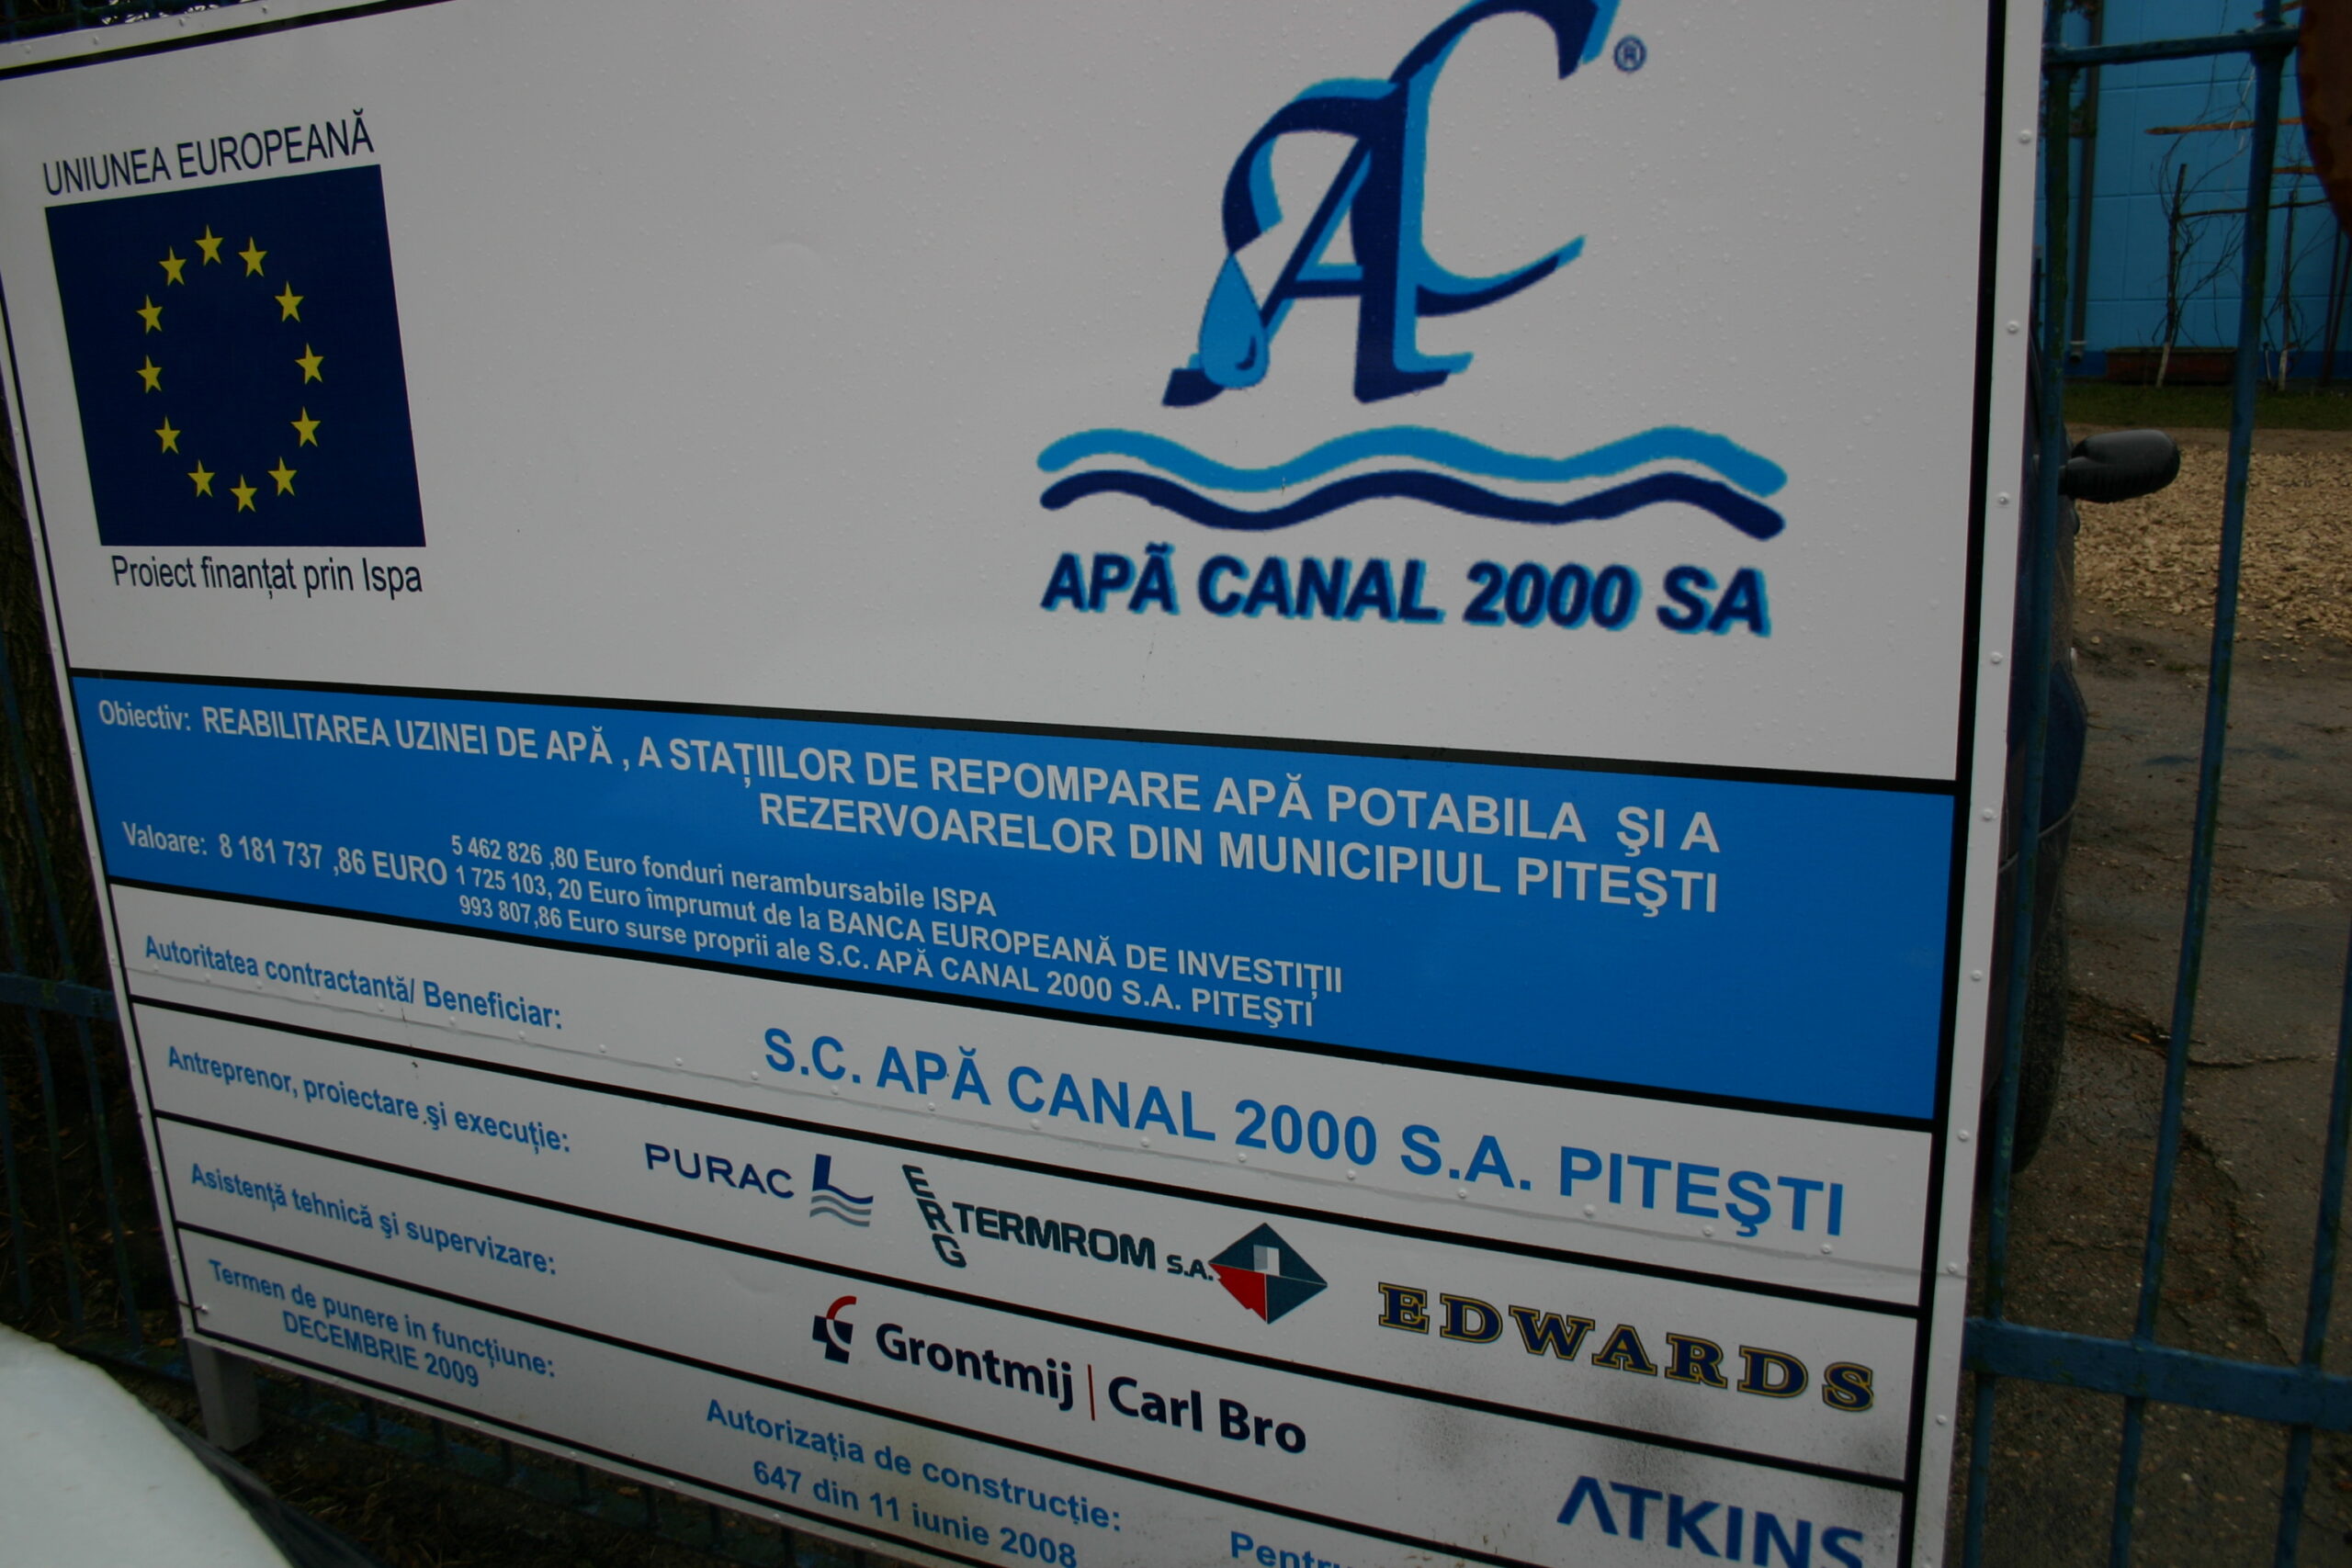 UNIUNEA EUROPEANĂ
Proiect finanțat prin Ispa
AC®
APĂ CANAL 2000 SA
Obiectiv: REABILITAREA UZINEI DE APĂ , A STAȚIILOR DE REPOMPARE APĂ POTABILA ŞI A
REZERVOARELOR DIN MUNICIPIUL PITEŞTI
Valoare: 8 181 737 ,86 EURO
5 462 826 ,80 Euro fonduri nerambursabile ISPA
1 725 103, 20 Euro împrumut de la BANCA EUROPEANĂ DE INVESTIȚII
993 807,86 Euro surse proprii ale S.C. APĂ CANAL 2000 S.A. PITEŞTI
Autoritatea contractantă/ Beneficiar:
S.C. APĂ CANAL 2000 S.A. PITEŞTI
Antreprenor, proiectare şi execuție:
PURAC
ERG
TERMROM S.A.
EDWARDS
Asistență tehnică şi supervizare:
Grontmij | Carl Bro
ATKINS
Termen de punere in funcțiune:
DECEMBRIE 2009
Autorizația de construcție:
647 din 11 iunie 2008